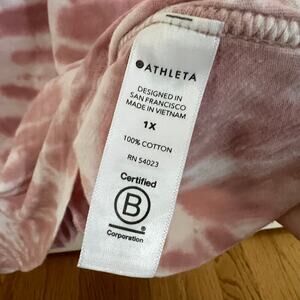 ATHLETA
DESIGNED IN
SAN FRANCISCO
MADE IN VIETNAM
1X
100% COTTON
RN 54023
Certified
B
Corporation